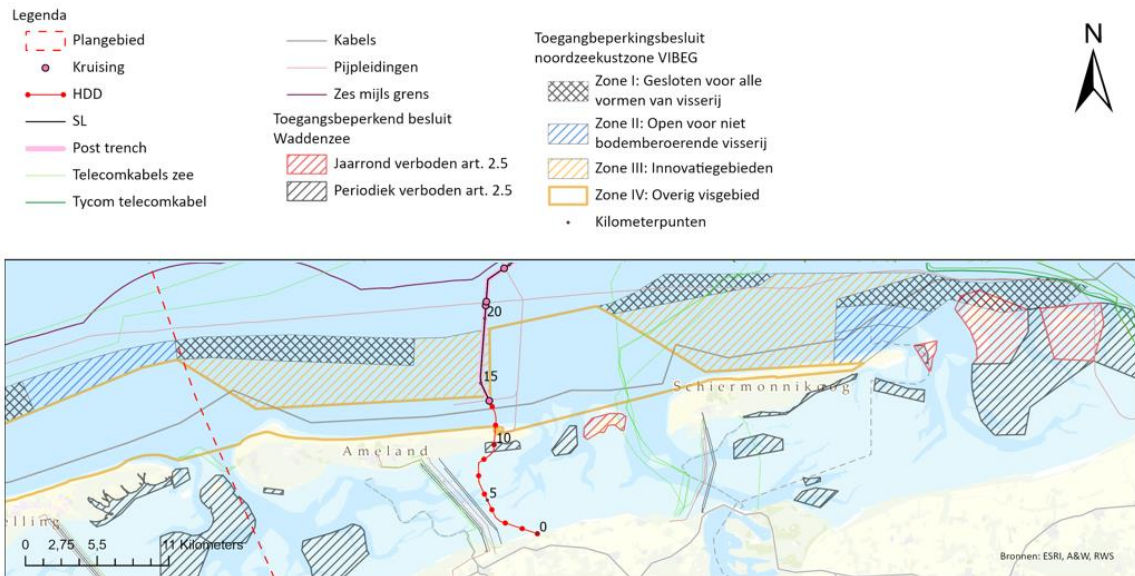 Legenda
Plangebied
Kruising
HDD
SL
Post trench
Telecomkabels zee
Tycom telecomkabel
Kabels
Pijpleidingen
Zes mijls grens
Toegangsbeperkend besluit
Waddenzee
Jaarrond verboden art. 2.5
Periodiek verboden art. 2.5
Toegangbeperkingsbesluit
noordzeekustzone VIBEG
Zone I: Gesloten voor alle
vormen van visserij
Zone II: Open voor niet
bodemberoerende visserij
Zone III: Innovatiegebieden
Zone IV: Overig visgebied
Kilometerpunten
N
20
15
Schiermonnikoog
10
Ameland
5
elling
0
0 2,75 5,5 11 Kilometers
Bronnen: ESRI, A&W, RWS